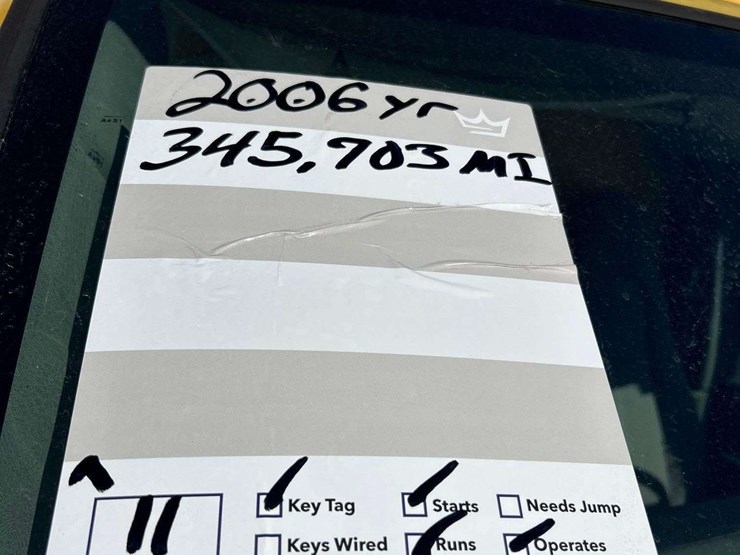 2006 yr
345,703 MI
Key Tag Starts Needs Jump
11
Keys Wired Runs Operates